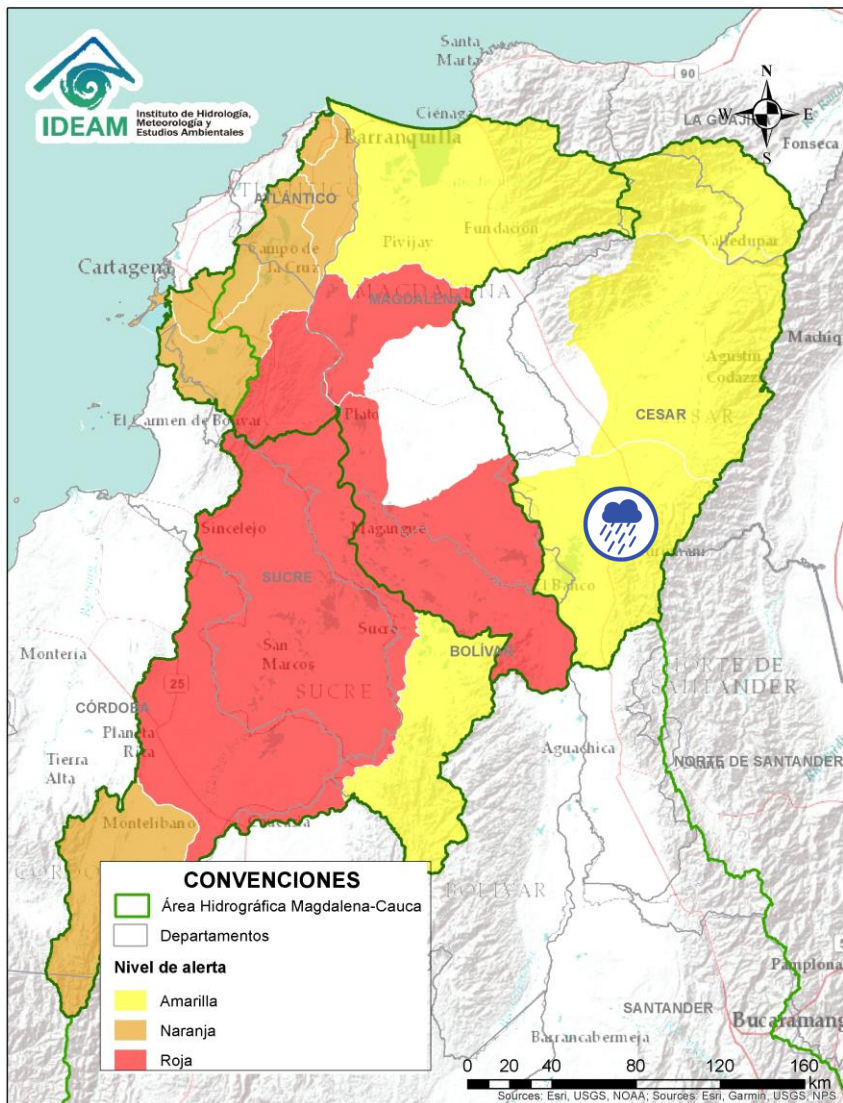 IDEAM
Instituto de Hidrología,
Meteorología y
Estudios Ambientales
Santa
Marta
90
N
W
E
S
LA GUAJI
Ciénaga
Fonseca
Barranquilla
ATLÁNTICO
Pivijay
Fundación
Valledupar
Campo de
la Cruz
Cartagena
MAGDALENA
Machiq
Agustín
Codazzi
El Carmen de Bolívar
Plato
CESAR
Sincelejo
Magangué
SUCRE
El Banco
Sucre
San
Marcos
BOLÍVAR
Montería
25
SUCRE
NORTE DE
SANTANDER
CÓRDOBA
Planeta
Rica
Tierra
Alta
Aguachica
NORTE DE SANTANDER
Montelíbano
Caucasia
BOLÍVAR
CONVENCIONES
Área Hidrográfica Magdalena-Cauca
Departamentos
Nivel de alerta
Amarilla
Naranja
Roja
Pamplona
SANTANDER
Bucaramang
Barrancabermeja
0 20 40 80 120 160
km
Sources: Esri, USGS, NOAA; Sources: Esri, Garmin, USGS, NPS